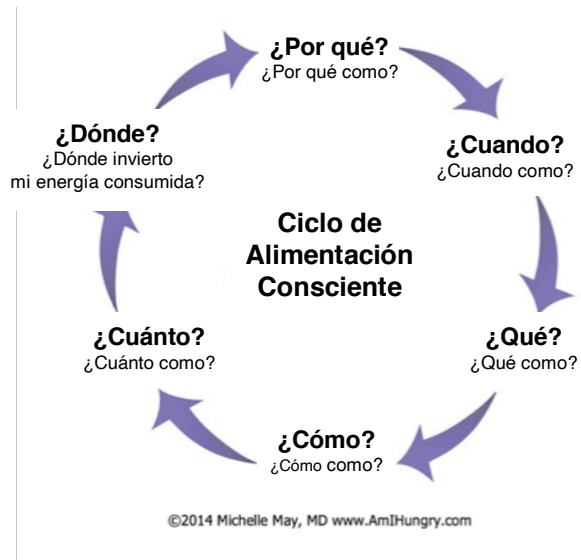 ¿Por qué?
¿Por qué como?
¿Cuando?
¿Cuando como?
¿Qué?
¿Qué como?
¿Cómo?
¿Cómo como?
¿Cuánto?
¿Cuánto como?
¿Dónde?
¿Dónde invierto
mi energía consumida?
Ciclo de
Alimentación
Consciente
©2014 Michelle May, MD www.AmIHungry.com